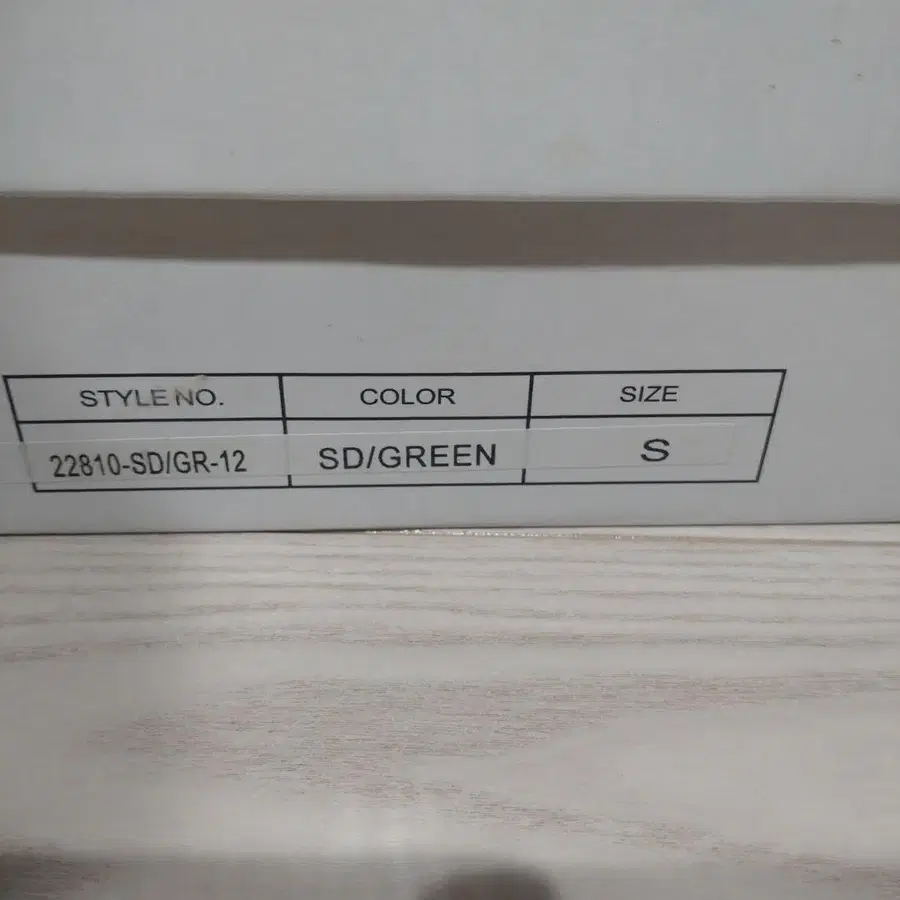 STYLE NO. COLOR SIZE
22810-SD/GR-12 SD/GREEN S